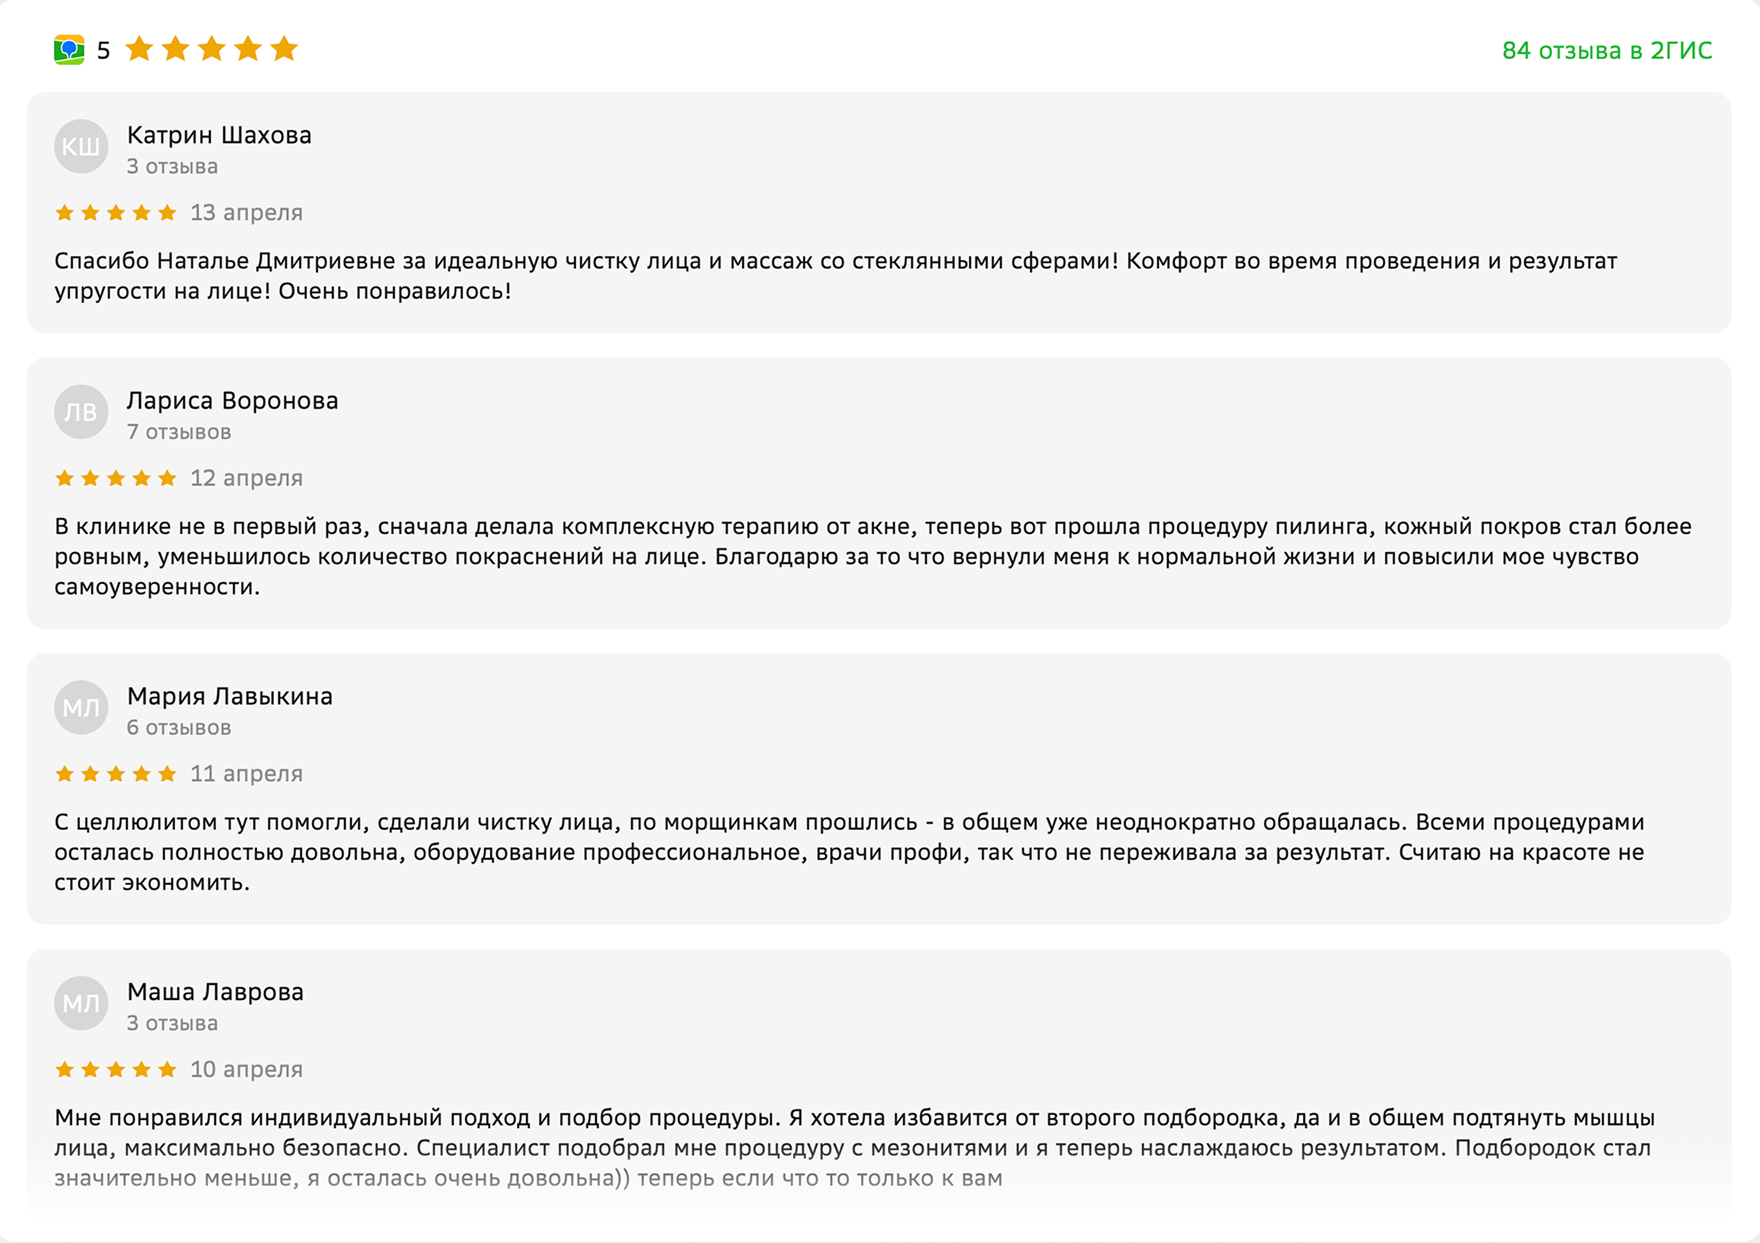 5
84 отзыва в 2ГИС
КШ
Катрин Шахова
3 отзыва
13 апреля
Спасибо Наталье Дмитриевне за идеальную чистку лица и массаж со стеклянными сферами! Комфорт во время проведения и результат
упругости на лице! Очень понравилось!
ЛВ
Лариса Воронова
7 отзывов
12 апреля
В клинике не в первый раз, сначала делала комплексную терапию от акне, теперь вот прошла процедуру пилинга, кожный покров стал более
ровным, уменьшилось количество покраснений на лице. Благодарю за то что вернули меня к нормальной жизни и повысили мое чувство
самоуверенности.
МЛ
Мария Лавыкина
6 отзывов
11 апреля
С целлюлитом тут помогли, сделали чистку лица, по морщинкам прошлись - в общем уже неоднократно обращалась. Всеми процедурами
осталась полностью довольна, оборудование профессиональное, врачи профи, так что не переживала за результат. Считаю на красоте не
стоит экономить.
МЛ
Маша Лаврова
3 отзыва
10 апреля
Мне понравился индивидуальный подход и подбор процедуры. Я хотела избавится от второго подбородка, да и в общем подтянуть мышцы
лица, максимально безопасно. Специалист подобрал мне процедуру с мезонитями и я теперь наслаждаюсь результатом. Подбородок стал
значительно меньше, я осталась очень довольна)) теперь если что то только к вам